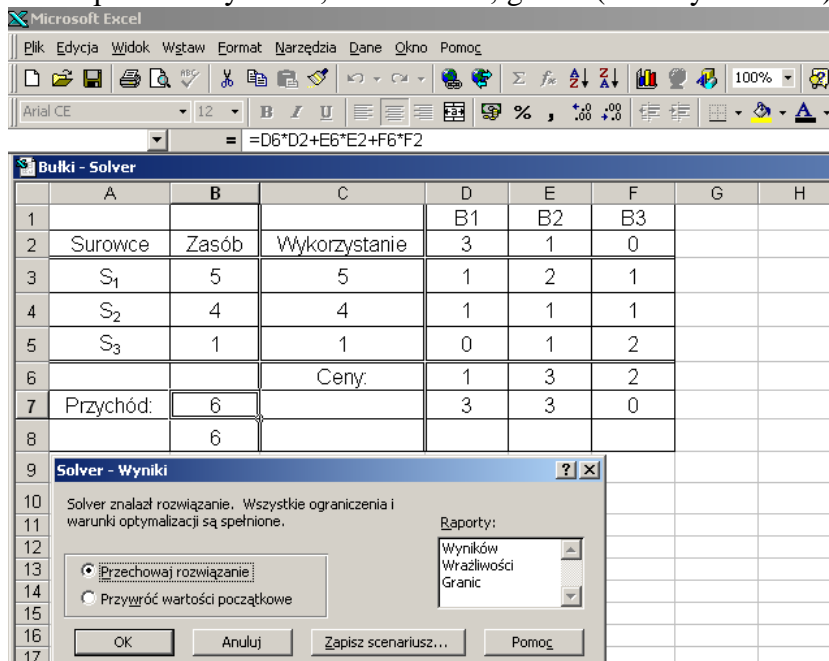 Microsoft Excel
Plik Edycja Widok Wstaw Format Narzędzia Dane Okno Pomoc
100%
Arial CE 12 B I U
= =D6*D2+E6*E2+F6*F2
Bułki - Solver
A B C D E F G H
1 B1 B2 B3
2 Surowce Zasób Wykorzystanie 3 1 0
3 S₁ 5 5 1 2 1
4 S₂ 4 4 1 1 1
5 S₃ 1 1 0 1 2
6 Ceny: 1 3 2
7 Przychód: 6 3 3 0
8 6
9 Solver - Wyniki
10 Solver znalazł rozwiązanie. Wszystkie ograniczenia i
11 warunki optymalizacji są spełnione. Raporty:
12 Wyników
13 Przechowaj rozwiązanie Wrażliwości
14 Przywróć wartości początkowe Granic
15
16 OK Anuluj Zapisz scenariusz... Pomoc
17